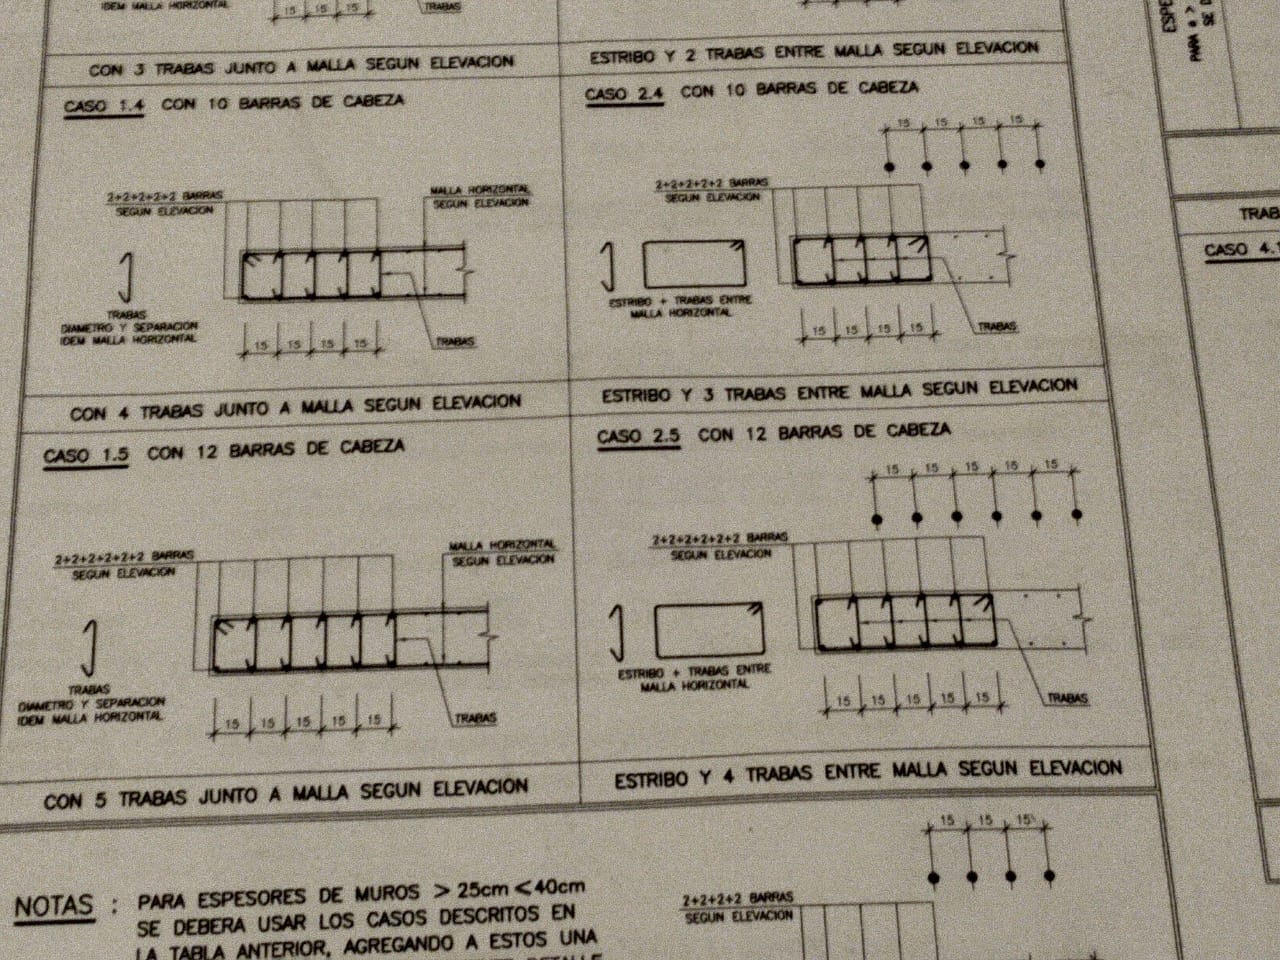 IDEM MALLA HORIZONTAL
15 15 15
TRABAS
CON 3 TRABAS JUNTO A MALLA SEGUN ELEVACION
ESTRIBO Y 2 TRABAS ENTRE MALLA SEGUN ELEVACION
CASO 1.4 CON 10 BARRAS DE CABEZA
2+2+2+2+2 BARRAS
SEGUN ELEVACION
MALLA HORIZONTAL
SEGUN ELEVACION
TRABAS
DIAMETRO Y SEPARACION
IDEM MALLA HORIZONTAL
15 15 15 15
TRABAS
CASO 2.4 CON 10 BARRAS DE CABEZA
15 15 15 15
2+2+2+2+2 BARRAS
SEGUN ELEVACION
ESTRIBO + TRABAS ENTRE
MALLA HORIZONTAL
15 15 15 15
TRABAS
CON 4 TRABAS JUNTO A MALLA SEGUN ELEVACION
ESTRIBO Y 3 TRABAS ENTRE MALLA SEGUN ELEVACION
CASO 1.5 CON 12 BARRAS DE CABEZA
2+2+2+2+2+2 BARRAS
SEGUN ELEVACION
MALLA HORIZONTAL
SEGUN ELEVACION
TRABAS
DIAMETRO Y SEPARACION
IDEM MALLA HORIZONTAL
15 15 15 15 15
TRABAS
CASO 2.5 CON 12 BARRAS DE CABEZA
15 15 15 15 15
2+2+2+2+2+2 BARRAS
SEGUN ELEVACION
ESTRIBO + TRABAS ENTRE
MALLA HORIZONTAL
15 15 15 15 15
TRABAS
CON 5 TRABAS JUNTO A MALLA SEGUN ELEVACION
ESTRIBO Y 4 TRABAS ENTRE MALLA SEGUN ELEVACION
NOTAS : PARA ESPESORES DE MUROS > 25cm < 40cm
SE DEBERA USAR LOS CASOS DESCRITOS EN
LA TABLA ANTERIOR, AGREGANDO A ESTOS UNA
15 15 15
2+2+2+2 BARRAS
SEGUN ELEVACION
ESPE
PARA e >
SE D
TRAB
CASO 4.1